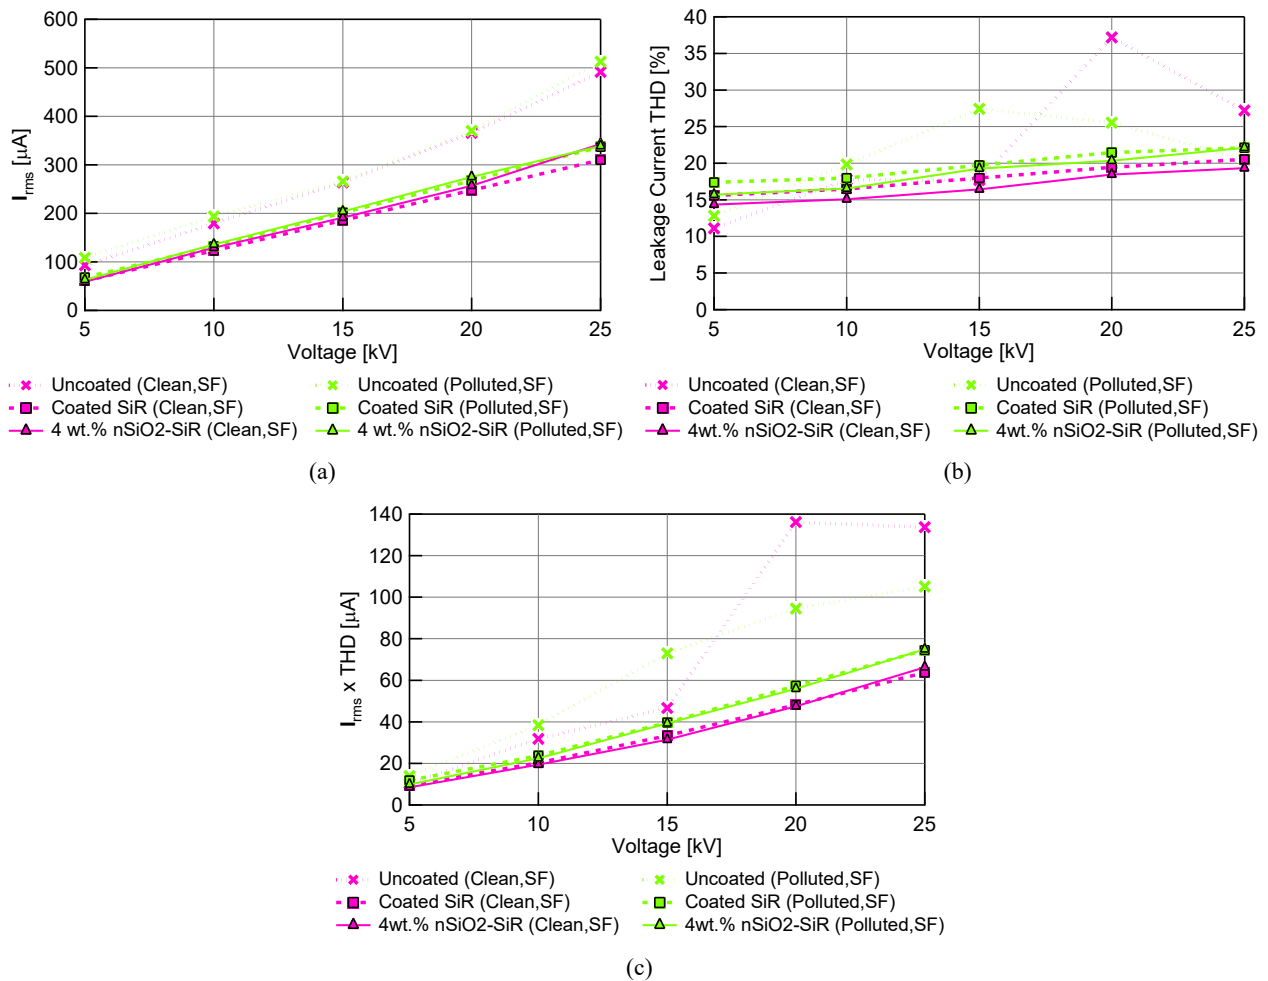 600
500
400
300
200
100
0
Irms [μA]
5 10 15 20 25
Voltage [kV]
Uncoated (Clean,SF) Uncoated (Polluted,SF)
Coated SiR (Clean,SF) Coated SiR (Polluted,SF)
4 wt.% nSiO2-SiR (Clean,SF) 4 wt.% nSiO2-SiR (Polluted,SF)
(a)
40
35
30
25
20
15
10
5
0
Leakage Current THD [%]
5 10 15 20 25
Voltage [kV]
Uncoated (Clean,SF) Uncoated (Polluted,SF)
Coated SiR (Clean,SF) Coated SiR (Polluted,SF)
4wt.% nSiO2-SiR (Clean,SF) 4wt.% nSiO2-SiR (Polluted,SF)
(b)
140
120
100
80
60
40
20
0
Irms x THD [μA]
5 10 15 20 25
Voltage [kV]
Uncoated (Clean,SF) Uncoated (Polluted,SF)
Coated SiR (Clean,SF) Coated SiR (Polluted,SF)
4wt.% nSiO2-SiR (Clean,SF) 4wt.% nSiO2-SiR (Polluted,SF)
(c)